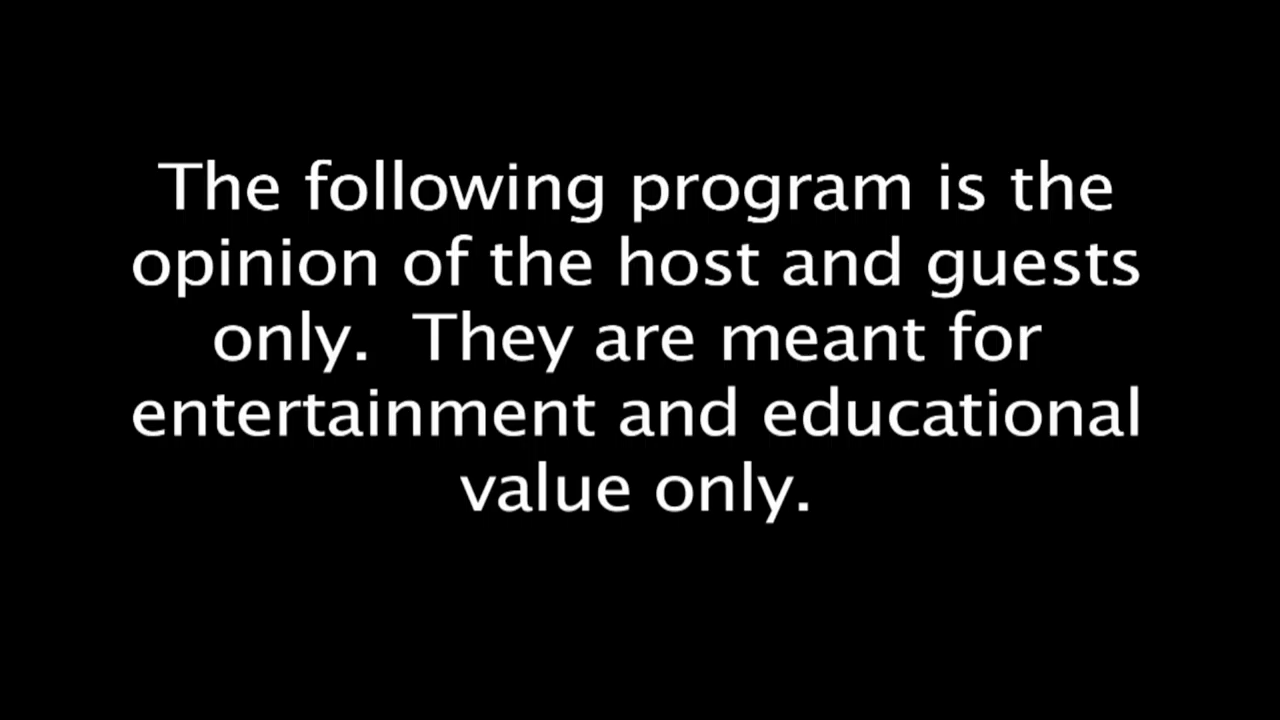 The following program is the
opinion of the host and guests
only.  They are meant for
entertainment and educational
value only.